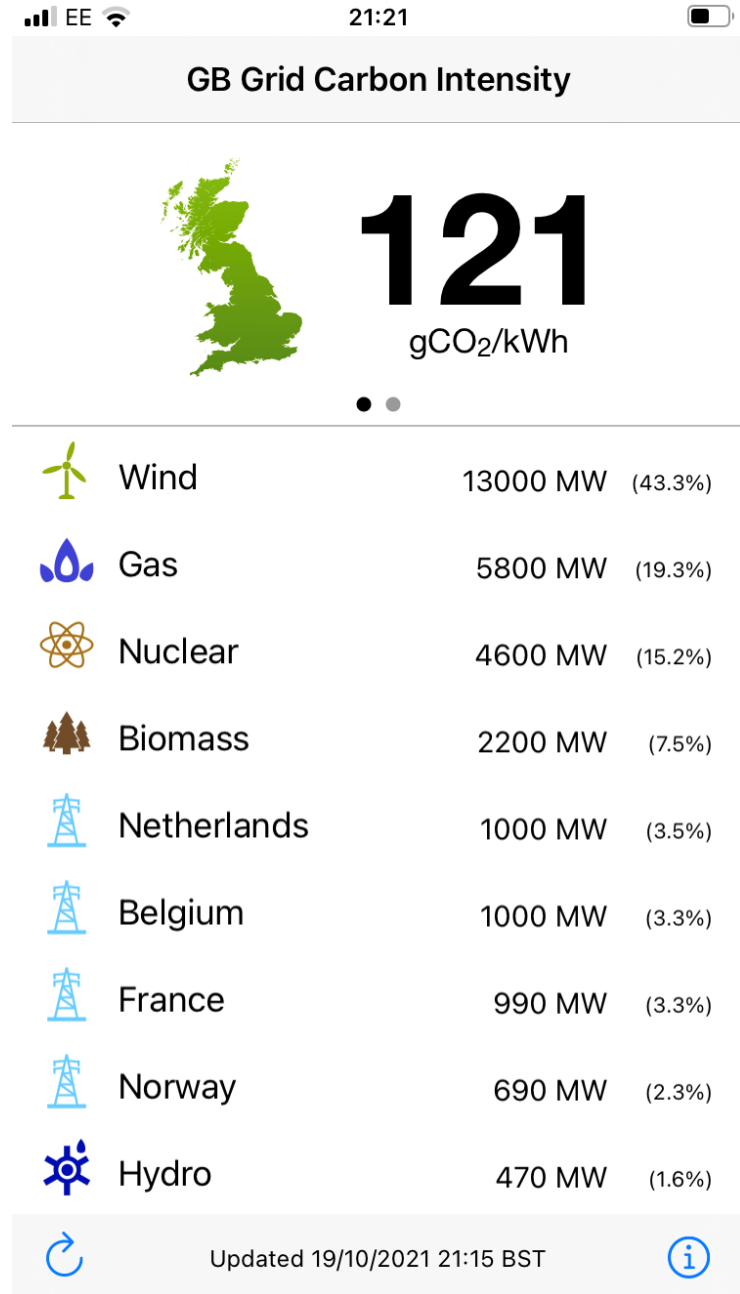 EE 21:21
GB Grid Carbon Intensity
121
gCO₂/kWh
Wind 13000 MW (43.3%)
Gas 5800 MW (19.3%)
Nuclear 4600 MW (15.2%)
Biomass 2200 MW (7.5%)
Netherlands 1000 MW (3.5%)
Belgium 1000 MW (3.3%)
France 990 MW (3.3%)
Norway 690 MW (2.3%)
Hydro 470 MW (1.6%)
Updated 19/10/2021 21:15 BST